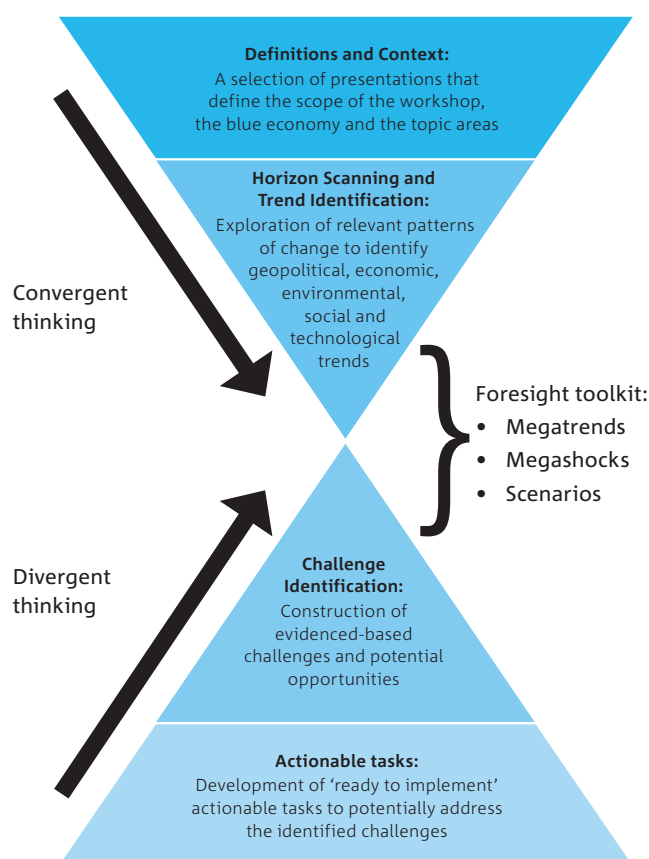 Definitions and Context:
A selection of presentations that
define the scope of the workshop,
the blue economy and the topic areas
Horizon Scanning and
Trend Identification:
Exploration of relevant patterns
of change to identify
geopolitical, economic,
environmental,
social and
technological
trends
Convergent
thinking
Foresight toolkit:
• Megatrends
• Megashocks
• Scenarios
Divergent
thinking
Challenge
Identification:
Construction of
evidenced-based
challenges and potential
opportunities
Actionable tasks:
Development of ‘ready to implement’
actionable tasks to potentially address
the identified challenges